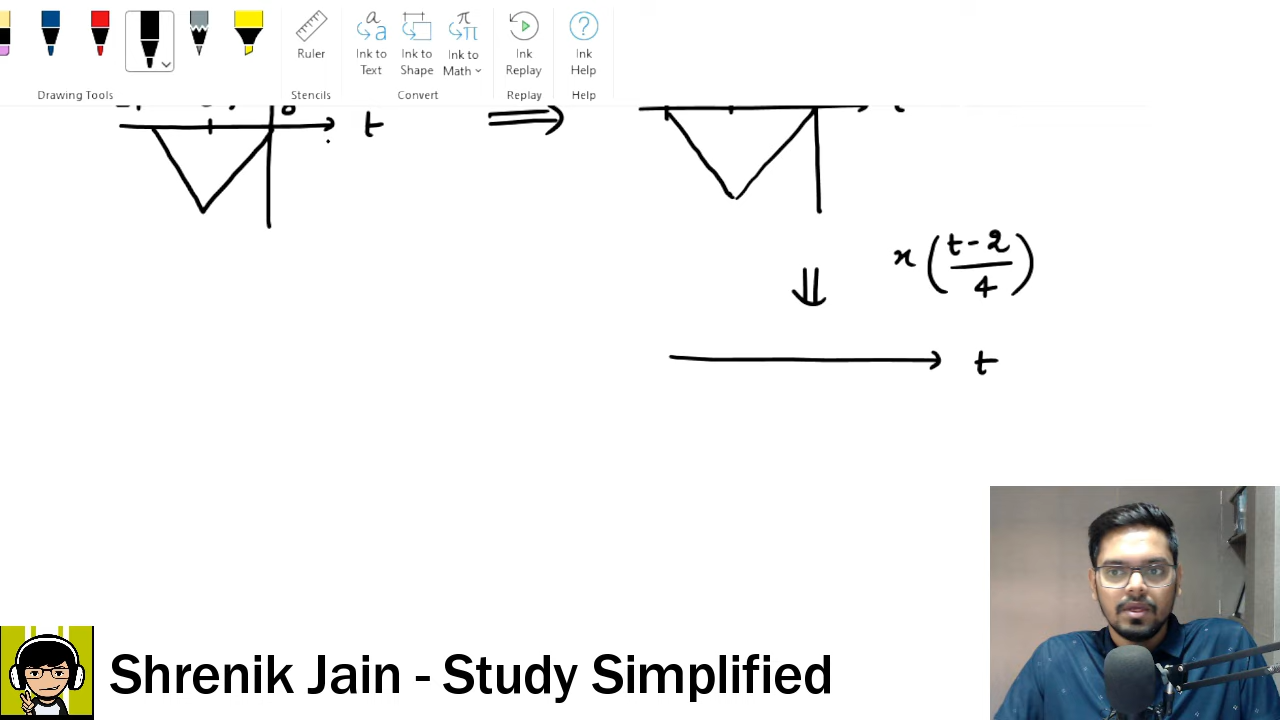 a
a
π
π
Ruler
Ink to Text
Ink to Shape
Ink to Math
Ink Replay
Ink Help
Drawing Tools
Stencils
Convert
Replay
Help
t
x(t-2/4)
t
Shrenik Jain - Study Simplified